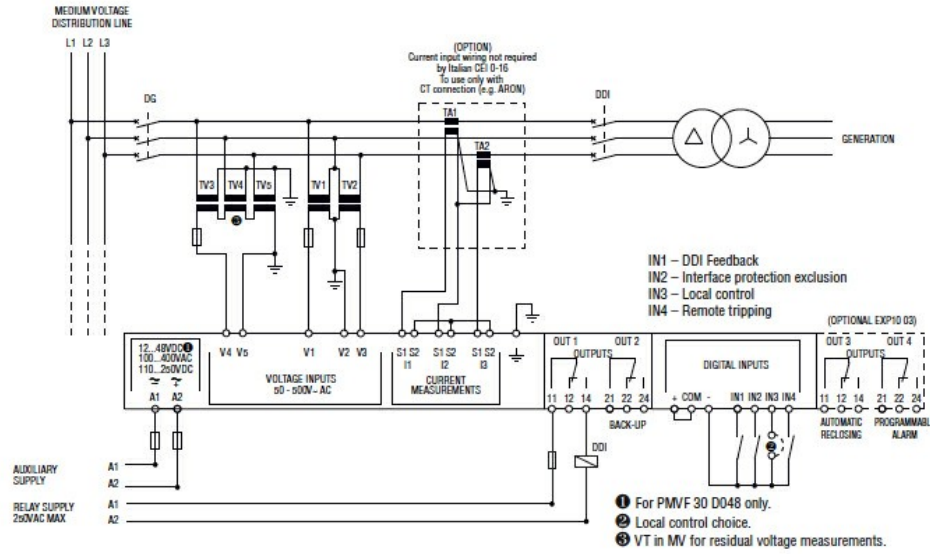 MEDIUM VOLTAGE
DISTRIBUTION LINE
L1 L2 L3
(OPTION)
Current input wiring not required
by Italian CEI 0-16
To use only with
CT connection (e.g. ARON)
DG
DDI
TA1
TA2
GENERATION
TV3 TV4 TV5
TV1 TV2
❸
IN1 – DDI Feedback
IN2 – Interface protection exclusion
IN3 – Local control
IN4 – Remote tripping
(OPTIONAL EXP10 03)
12...48VDC❶
100...400VAC
110...250VDC
~ ~
- +
A1 A2
V4 V5 V1 V2 V3
VOLTAGE INPUTS
50 - 500V~ AC
S1 S2 S1 S2 S1 S2
I1 I2 I3
CURRENT
MEASUREMENTS
OUT 1 OUT 2
OUTPUTS
11 12 14 21 22 24
BACK-UP
DIGITAL INPUTS
+ COM - IN1 IN2 IN3 IN4
OUT 3 OUT 4
OUTPUTS
11 12 14 21 22 24
AUTOMATIC
RECLOSING
PROGRAMMABL
ALARM
❷
DDI
AUXILIARY
SUPPLY
A1
A2
RELAY SUPPLY
250VAC MAX
A1
A2
❶ For PMVF 30 D048 only.
❷ Local control choice.
❸ VT in MV for residual voltage measurements.